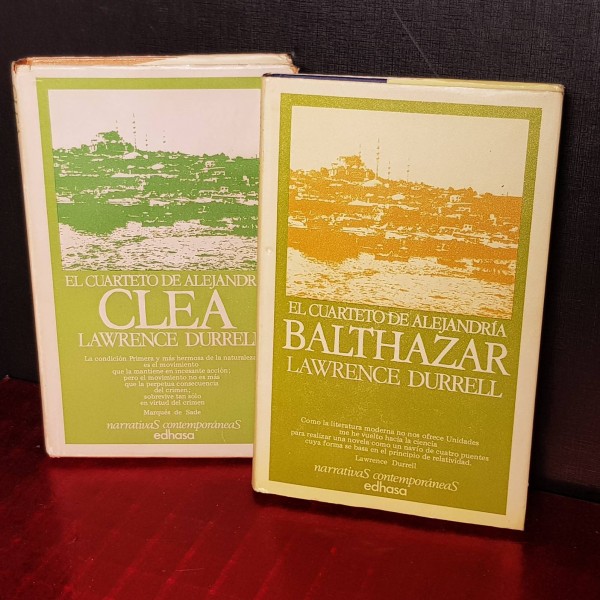 EL CUARTETO DE ALEJANDR
CLEA
LAWRENCE DURRELL
La condición Primera y más hermosa de la naturaleza
es el movimiento
que la mantiene en incesante acción;
pero el movimiento no es más
que la perpetua consecuencia
del crimen;
sobrevive tan sólo
en virtud del crimen
Marqués de Sade
narrativaS contemporáneaS
edhasa
EL CUARTETO DE ALEJANDRÍA
BALTHAZAR
LAWRENCE DURRELL
Como la literatura moderna no nos ofrece Unidades
me he vuelto hacia la ciencia
para realizar una novela como un navío de cuatro puentes
cuya forma se basa en el principio de relatividad.
Lawrence Durrell
narrativaS contemporáneaS
edhasa